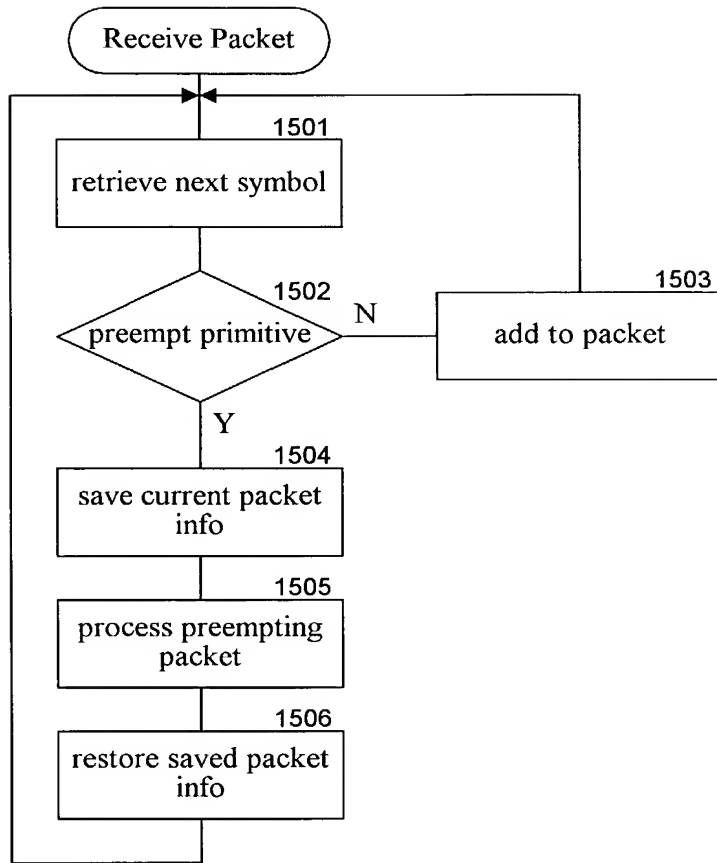 Receive Packet
1501
retrieve next symbol
1502
preempt primitive
N
1503
add to packet
Y
1504
save current packet
info
1505
process preempting
packet
1506
restore saved packet
info